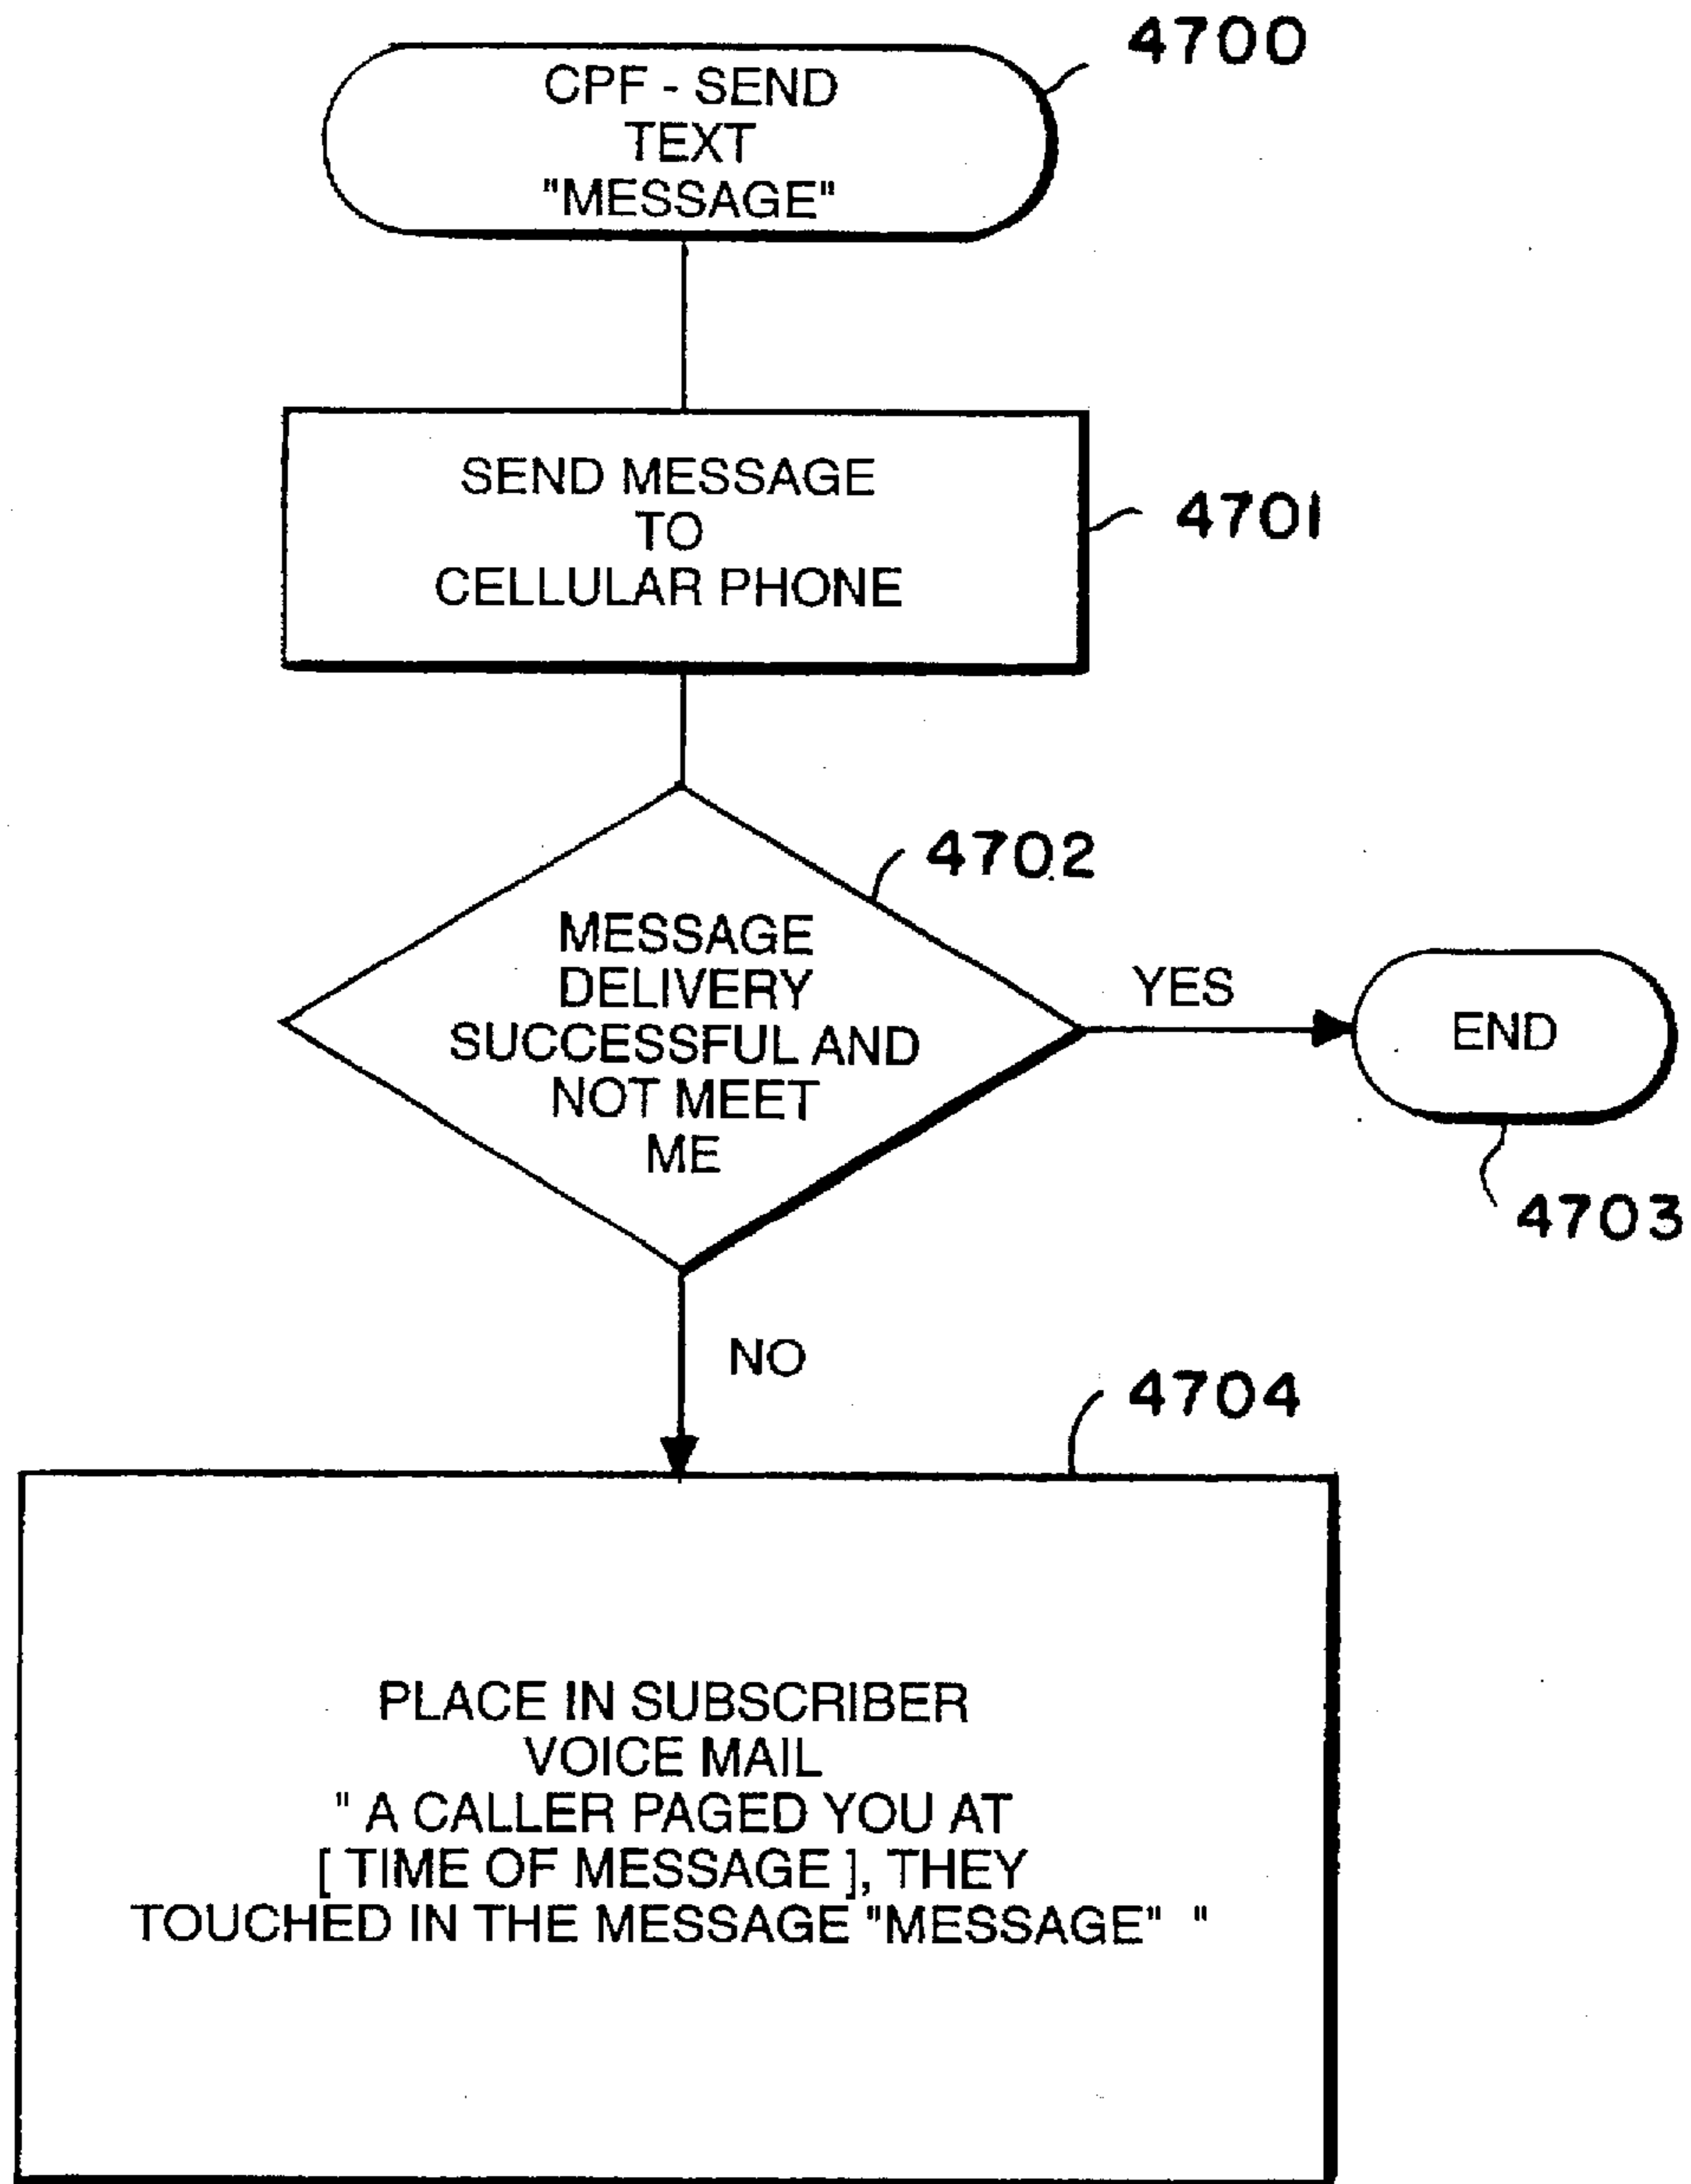 4700
CPF - SEND
TEXT
"MESSAGE"
SEND MESSAGE
TO
CELLULAR PHONE
4701
4702
MESSAGE
DELIVERY
SUCCESSFUL AND
NOT MEET
ME
YES
END
4703
NO
4704
PLACE IN SUBSCRIBER
VOICE MAIL
" A CALLER PAGED YOU AT
[ TIME OF MESSAGE ], THEY
TOUCHED IN THE MESSAGE "MESSAGE" "